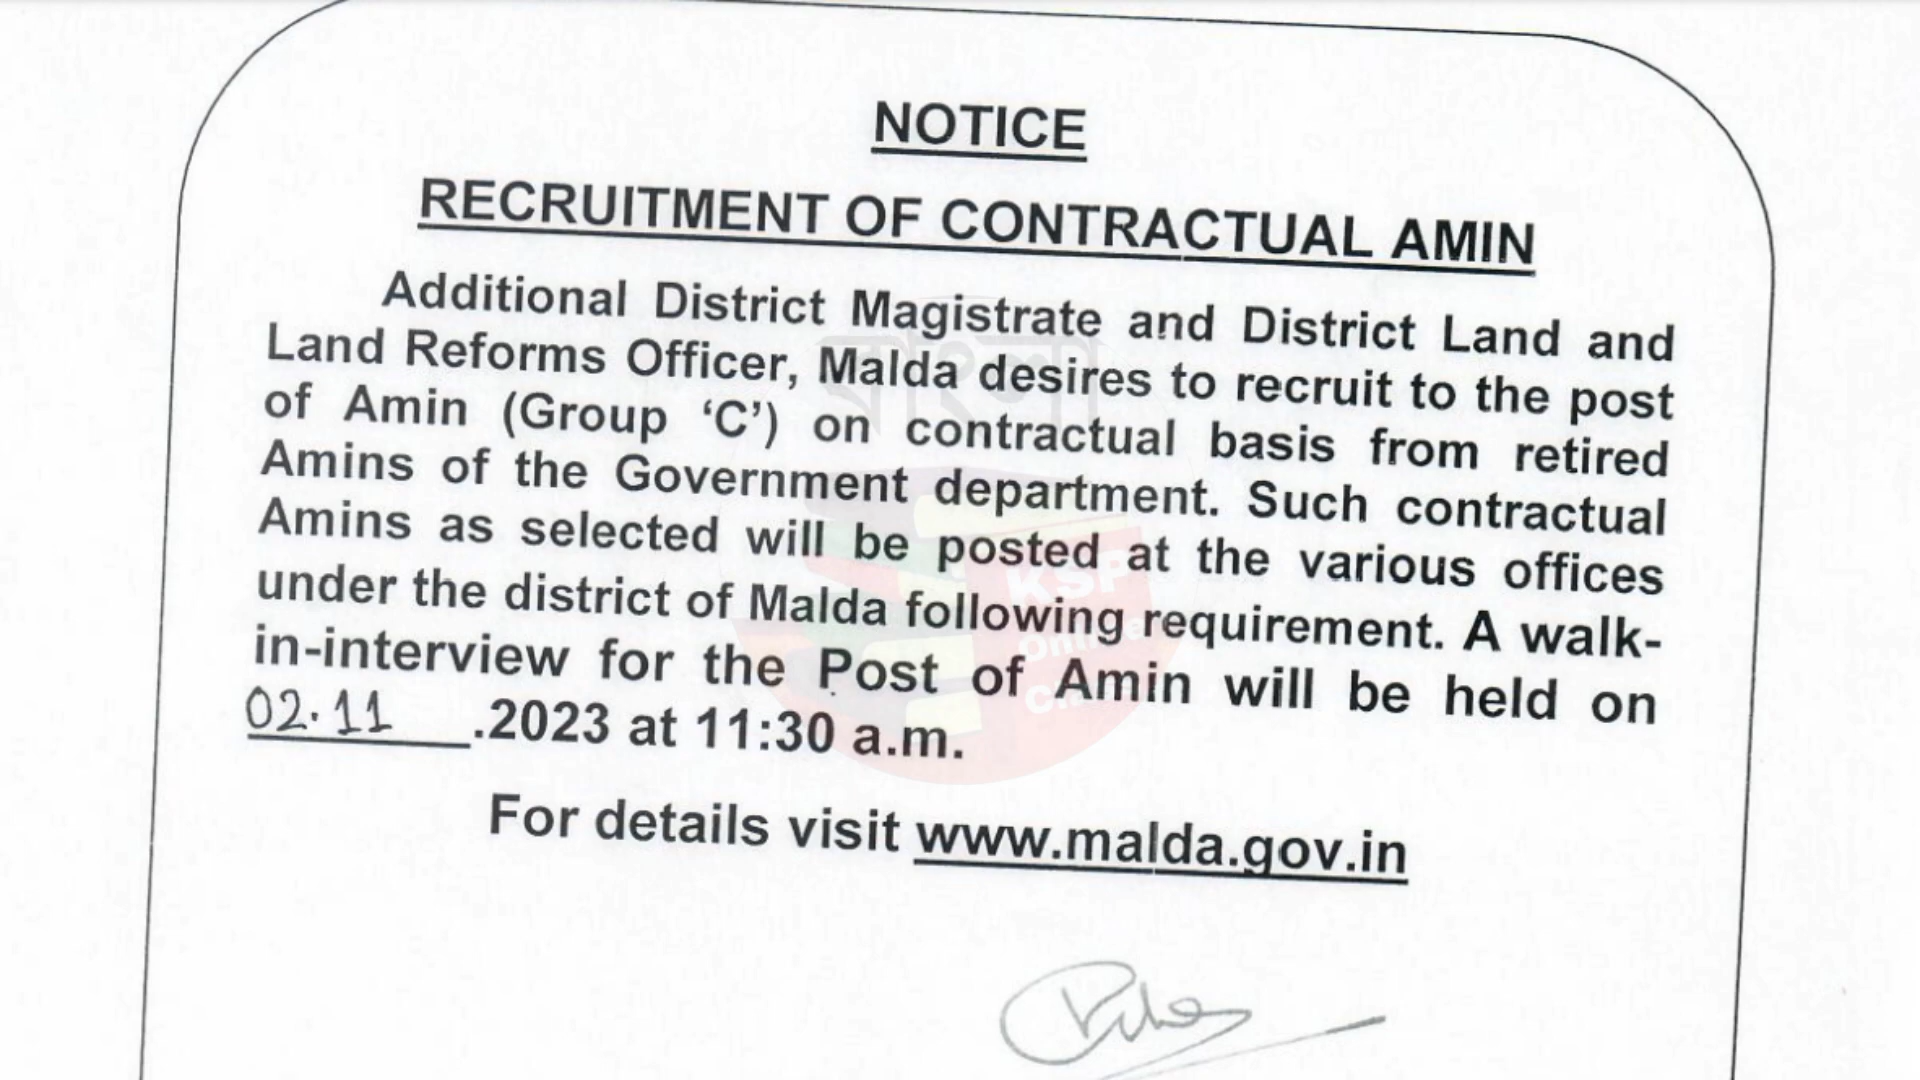 NOTICE
RECRUITMENT OF CONTRACTUAL AMIN
Additional District Magistrate and District Land and
Land Reforms Officer, Malda desires to recruit to the post
of Amin (Group ‘C’) on contractual basis from retired
Amins of the Government department. Such contractual
Amins as selected will be posted at the various offices
under the district of Malda following requirement. A walk-
in-interview for the Post of Amin will be held on
02.11 .2023 at 11:30 a.m.
For details visit www.malda.gov.in
বাংলা
KSP
Online